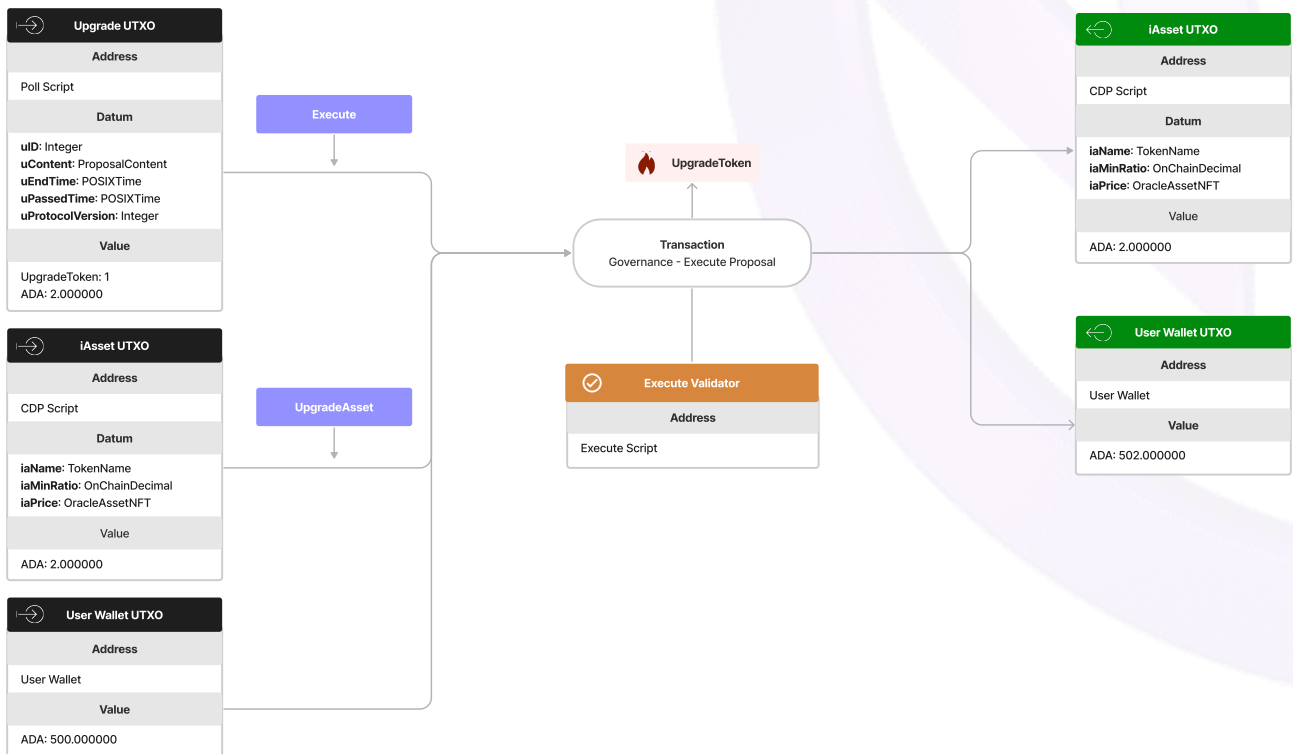 Upgrade UTXO
Address
Poll Script
Datum
uID: Integer
uContent: ProposalContent
uEndTime: POSIXTime
uPassedTime: POSIXTime
uProtocolVersion: Integer
Value
UpgradeToken: 1
ADA: 2.000000
iAsset UTXO
Address
CDP Script
Datum
iaName: TokenName
iaMinRatio: OnChainDecimal
iaPrice: OracleAssetNFT
Value
ADA: 2.000000
User Wallet UTXO
Address
User Wallet
Value
ADA: 500.000000
Execute
UpgradeAsset
UpgradeToken
Transaction
Governance - Execute Proposal
Execute Validator
Address
Execute Script
iAsset UTXO
Address
CDP Script
Datum
iaName: TokenName
iaMinRatio: OnChainDecimal
iaPrice: OracleAssetNFT
Value
ADA: 2.000000
User Wallet UTXO
Address
User Wallet
Value
ADA: 502.000000